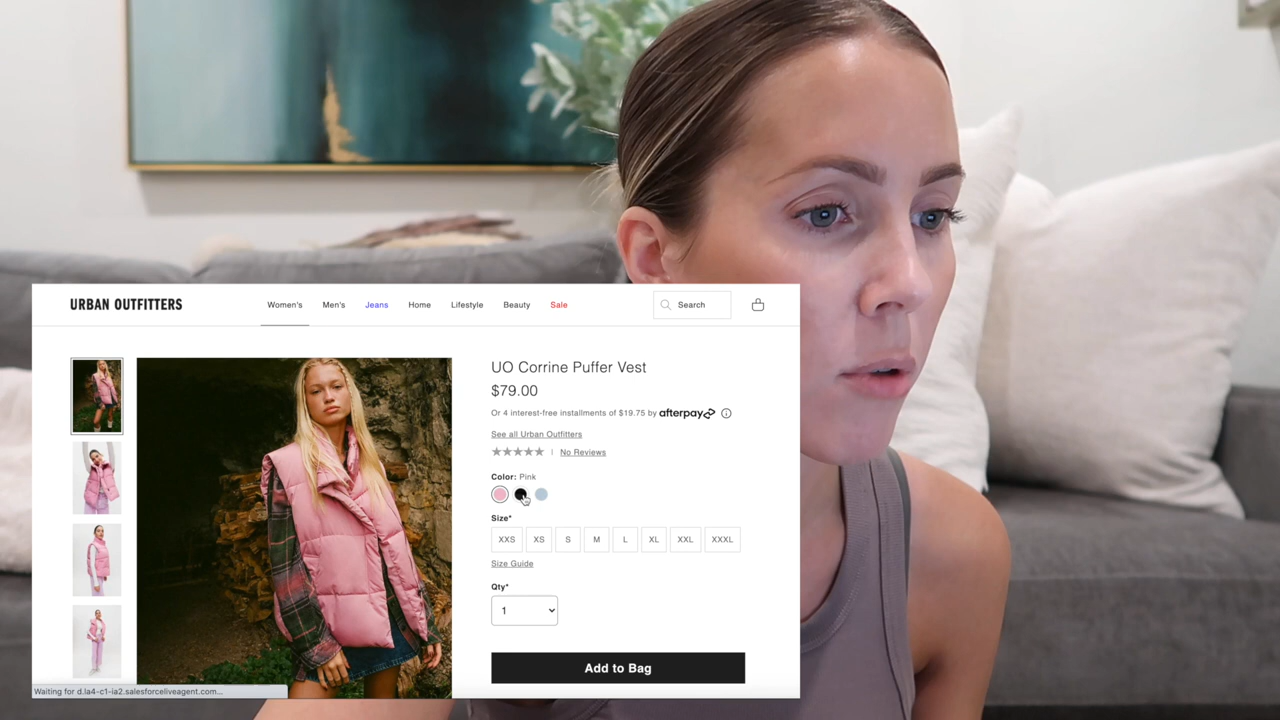 URBAN OUTFITTERS
Women's Men's Jeans Home Lifestyle Beauty Sale
Search
UO Corrine Puffer Vest
$79.00
Or 4 interest-free installments of $19.75 by afterpay
See all Urban Outfitters
No Reviews
Color: Pink
Size*
XXS XS S M L XL XXL XXXL
Size Guide
Qty*
1
Add to Bag
Waiting for d.la4-c1-ia2.salesforceliveagent.com...